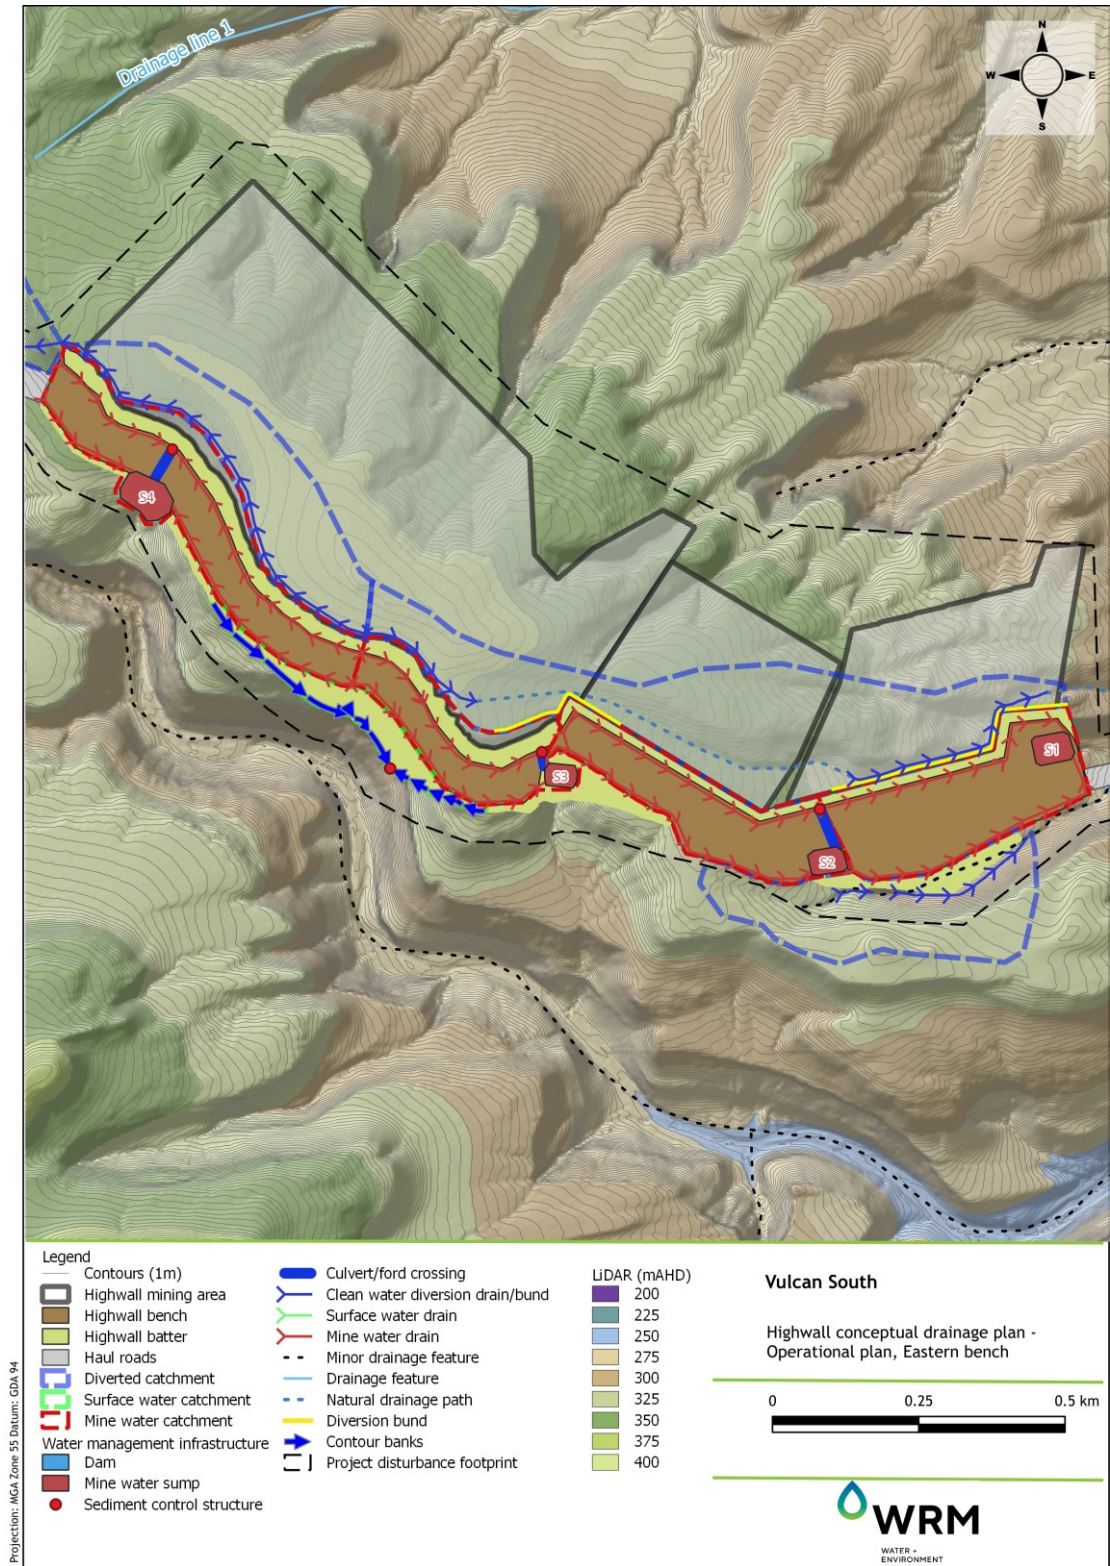 Drainage line 1
N
W E
S
S4
S3
S1
S2
Legend
Contours (1m)
Highwall mining area
Highwall bench
Highwall batter
Haul roads
Diverted catchment
Surface water catchment
Mine water catchment
Water management infrastructure
Dam
Mine water sump
Sediment control structure
Culvert/ford crossing
Clean water diversion drain/bund
Surface water drain
Mine water drain
Minor drainage feature
Drainage feature
Natural drainage path
Diversion bund
Contour banks
Project disturbance footprint
LiDAR (mAHD)
200
225
250
275
300
325
350
375
400
Vulcan South
Highwall conceptual drainage plan -
Operational plan, Eastern bench
0 0.25 0.5 km
WRM
WATER +
ENVIRONMENT
Projection: MGA Zone 55 Datum: GDA 94